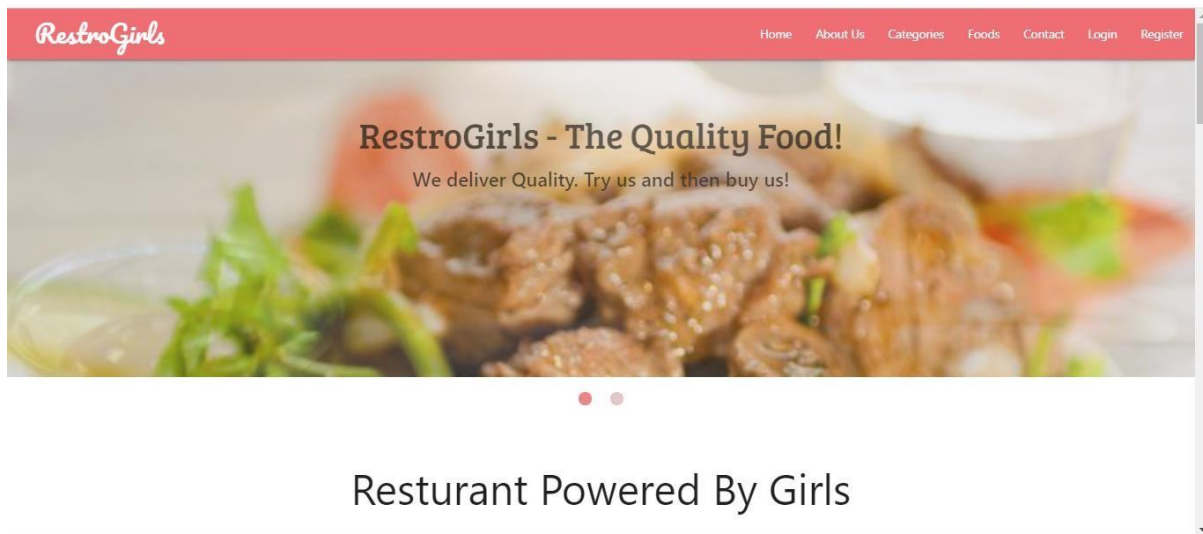 RestroGirls
Home About Us Categories Foods Contact Login Register
RestroGirls - The Quality Food!
We deliver Quality. Try us and then buy us!
Resturant Powered By Girls